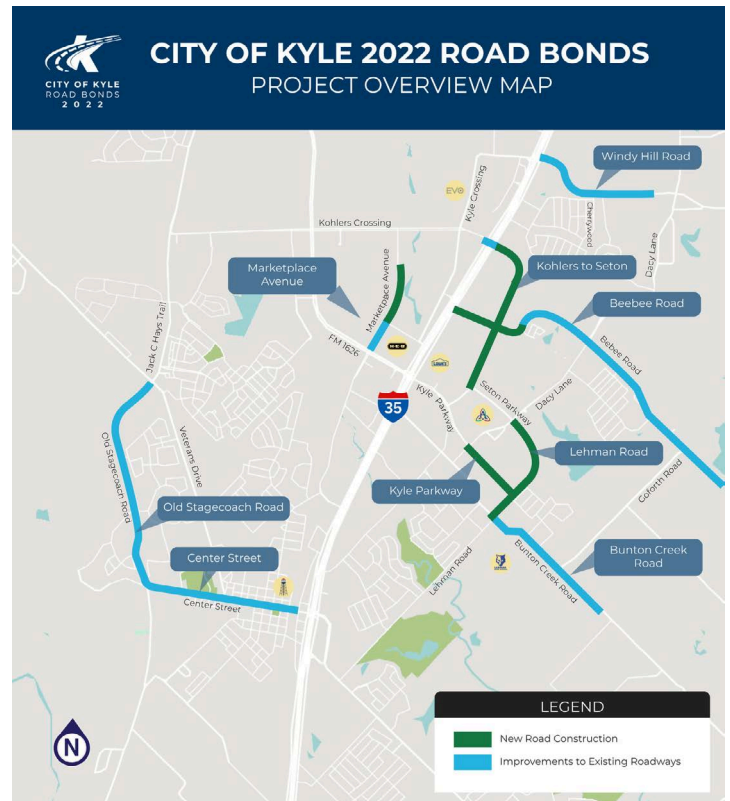 CITY OF KYLE
ROAD BONDS
2022
CITY OF KYLE 2022 ROAD BONDS
PROJECT OVERVIEW MAP
Windy Hill Road
EVO
Kyle Crossing
Cherrywood
Kohlers Crossing
Dacy Lane
Marketplace
Avenue
Marketplace Avenue
Kohlers to Seton
Beebee Road
Jack C Hays Trail
FM 1626
H-E-B
LOWE'S
Bebee Road
Kyle Parkway
Seton Parkway
Dacy Lane
35
Veterans Drive
Old Stagecoach Road
Lehman Road
Kyle Parkway
Goforth Road
Old Stagecoach Road
Center Street
Bunton Creek
Road
Lehman Road
Bunton Creek Road
Center Street
LEGEND
New Road Construction
Improvements to Existing Roadways
N